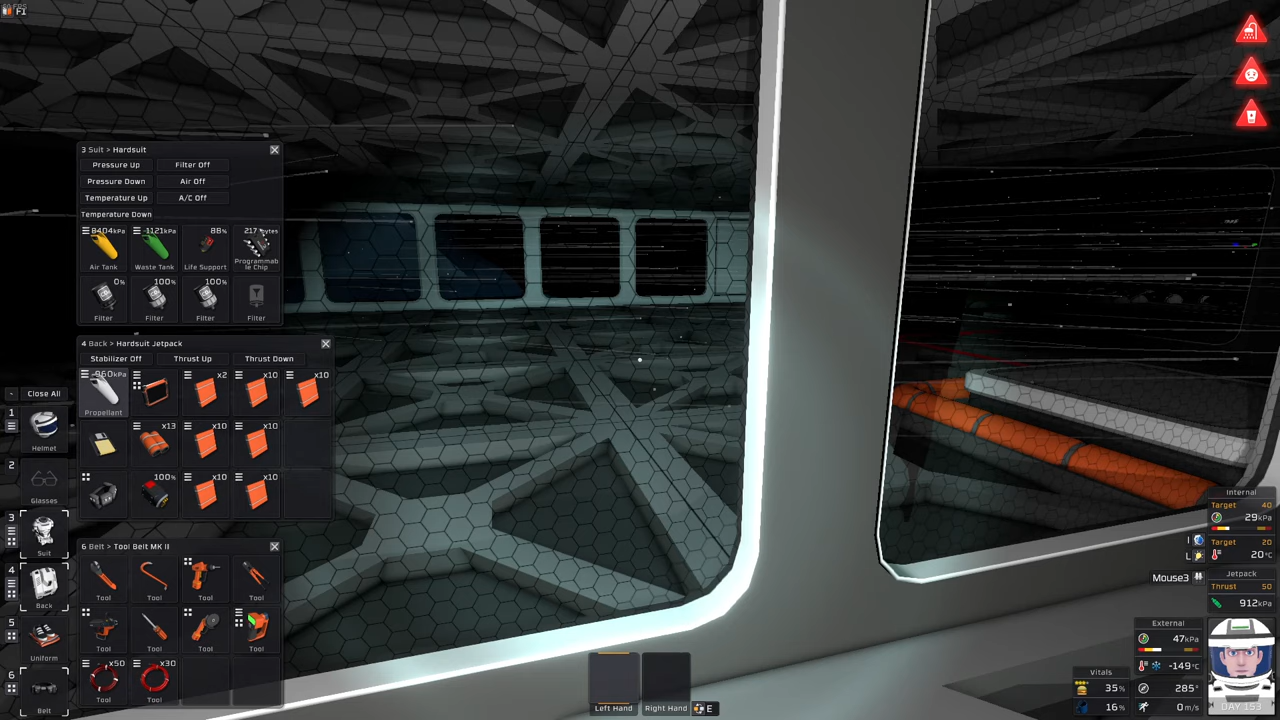 F1
3 Suit > Hardsuit
Pressure Up
Filter Off
Pressure Down
Air Off
Temperature Up
A/C Off
Temperature Down
8404kPa
-1121kPa
88%
217 bytes
Air Tank
Waste Tank
Life Support
Programmab
le Chip
0%
100%
100%
Filter
Filter
Filter
Filter
4 Back > Hardsuit Jetpack
Stabilizer Off
Thrust Up
Thrust Down
x2
x10
x10
Propellant
x13
x10
x10
100%
x10
x10
- Close All
1
Helmet
2
Glasses
3
Suit
4
Back
5
Uniform
6
Belt
6 Belt > Tool Belt MK II
Tool
Tool
Tool
Tool
Tool
Tool
Tool
Tool
x50
x30
Tool
Tool
Left Hand
Right Hand
E
Internal
Target 40
29kPa
I
Target 20
L
20°C
Mouse3
Jetpack
Thrust 50
912kPa
External
47kPa
-149°C
Vitals
35%
285°
16%
0m/s
DAY 153